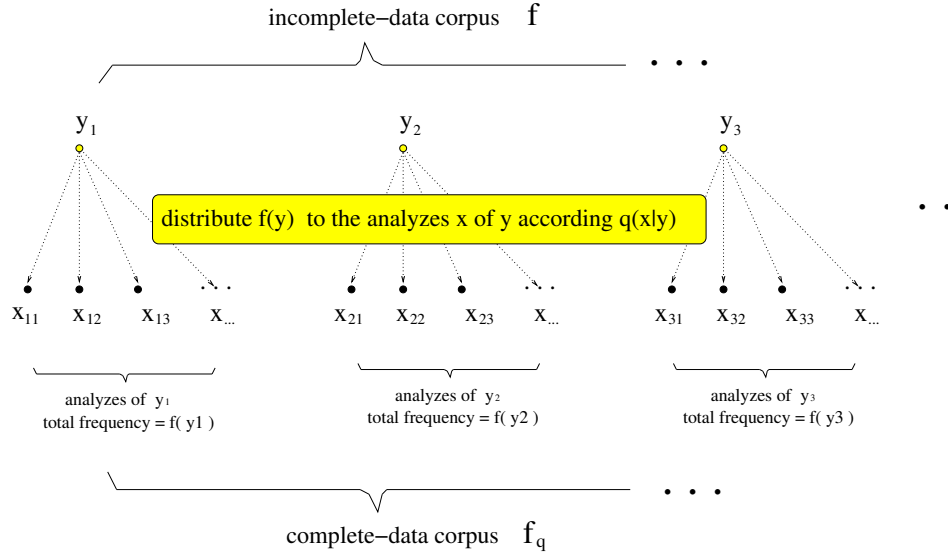 incomplete−data corpus f
y1 y2 y3
distribute f(y) to the analyzes x of y according q(x|y)
x11 x12 x13 x... x21 x22 x23 x... x31 x32 x33 x...
analyzes of y1 analyzes of y2 analyzes of y3
total frequency = f( y1 ) total frequency = f( y2 ) total frequency = f( y3 )
complete−data corpus fq